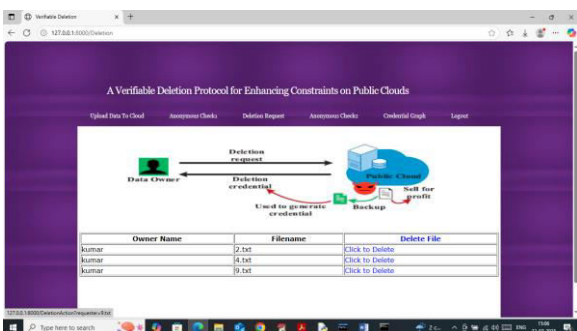 Verifiable Deletion
127.0.0.1:8000/Deletion
A Verifiable Deletion Protocol for Enhancing Constraints on Public Clouds
Upload Data To Cloud Anonymous Checks Deletion Request Anonymous Checks Credential Graph Logout
Deletion
request
Data Owner
Public Cloud
Deletion
credential
Sell for
profit
Used to generate
credential
Backup
Owner Name Filename Delete File
kumar 2.txt Click to Delete
kumar 4.txt Click to Delete
kumar 9.txt Click to Delete
Type here to search
ENG